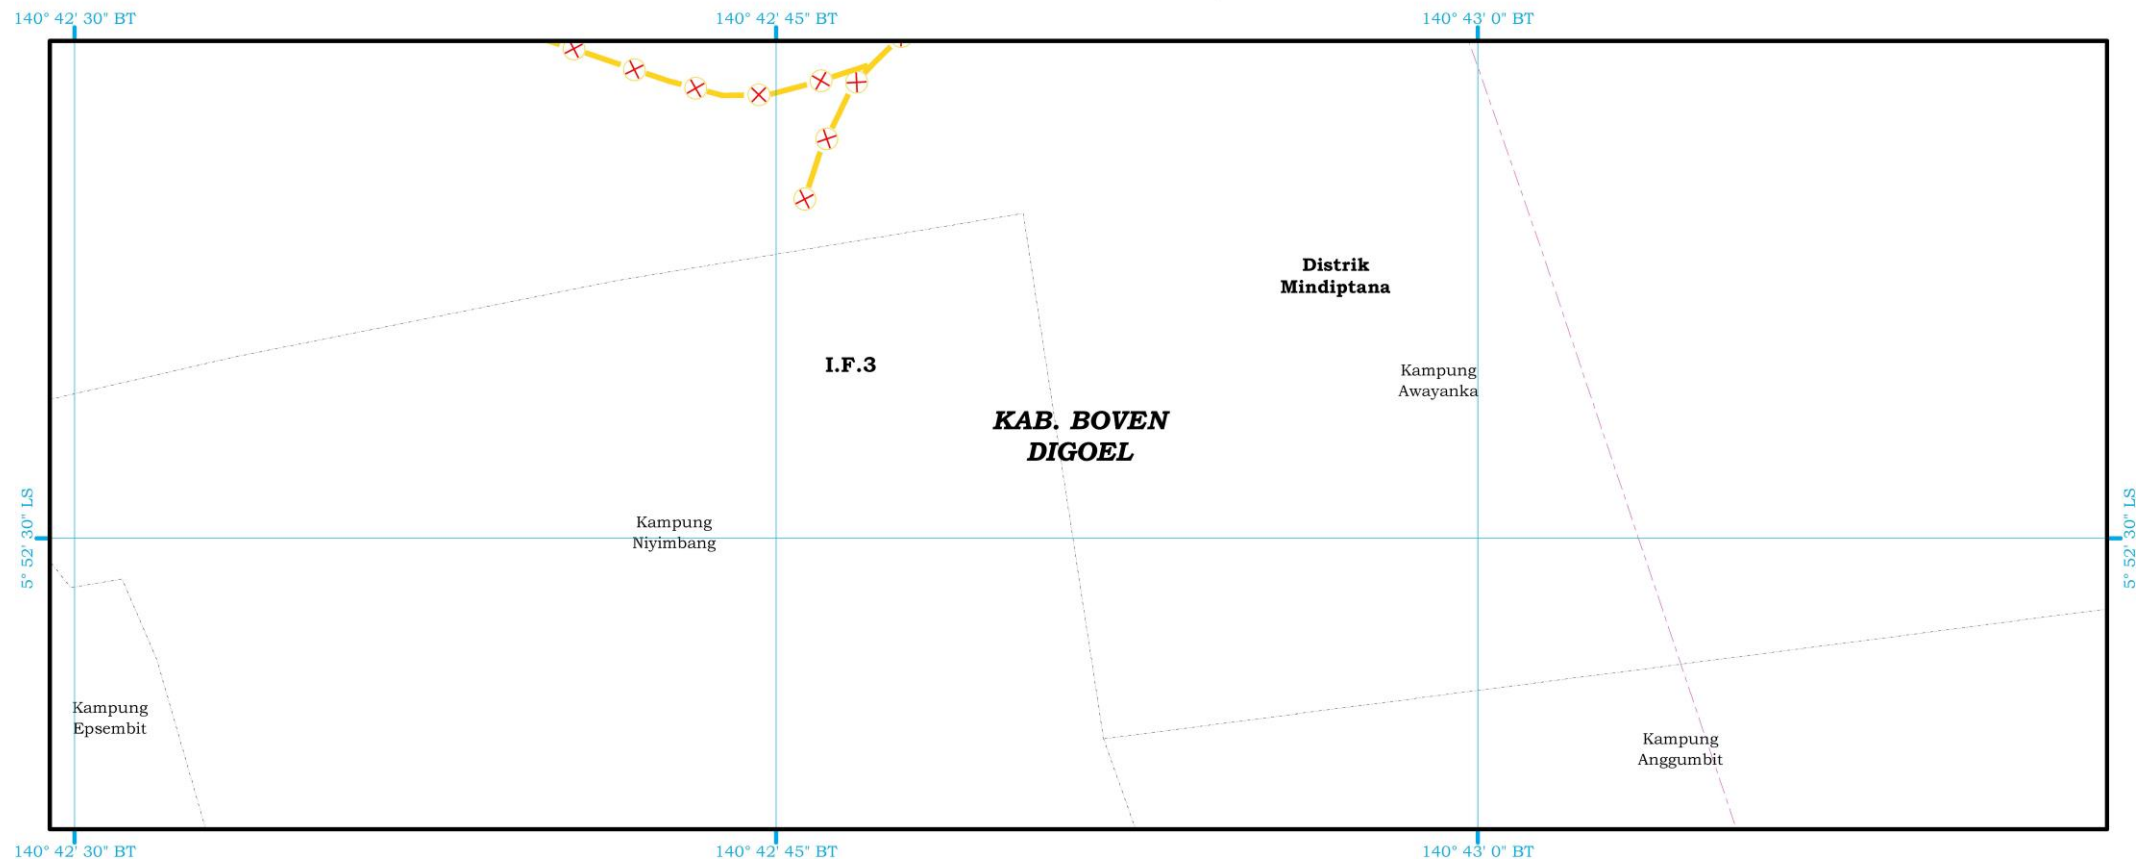 140° 42' 30" BT
140° 42' 45" BT
140° 43' 0" BT
Distrik
Mindiptana
I.F.3
Kampung
Awayanka
KAB. BOVEN
DIGOEL
5° 52' 30" LS
5° 52' 30" LS
Kampung
Niyimbang
Kampung
Epsembit
Kampung
Anggumbit
140° 42' 30" BT
140° 42' 45" BT
140° 43' 0" BT